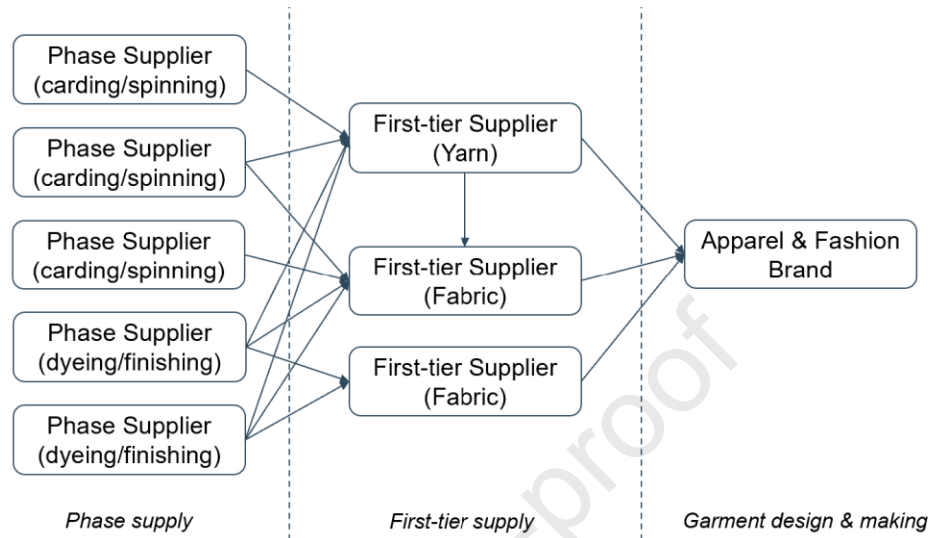 Phase Supplier
(carding/spinning)
Phase Supplier
(carding/spinning)
Phase Supplier
(carding/spinning)
Phase Supplier
(dyeing/finishing)
Phase Supplier
(dyeing/finishing)
First-tier Supplier
(Yarn)
First-tier Supplier
(Fabric)
First-tier Supplier
(Fabric)
Apparel & Fashion
Brand
Phase supply
First-tier supply
Garment design & making
proof